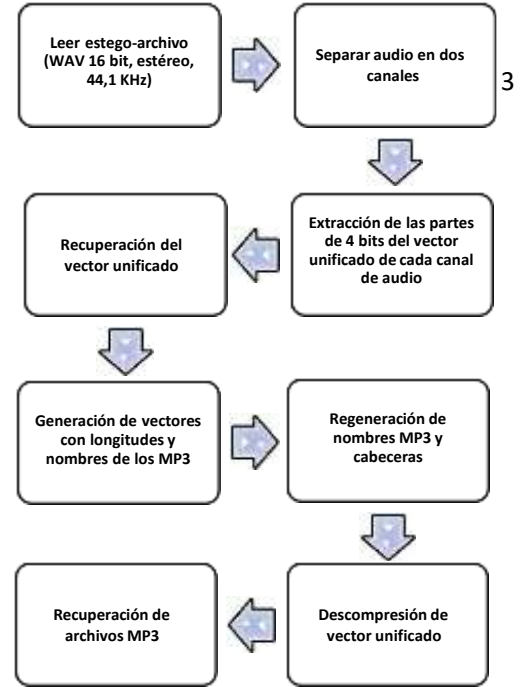 Leer estego-archivo
(WAV 16 bit, estéreo,
44,1 KHz)
Separar audio en dos
canales
3
Extracción de las partes
de 4 bits del vector
unificado de cada canal
de audio
Recuperación del
vector unificado
Generación de vectores
con longitudes y
nombres de los MP3
Regeneración de
nombres MP3 y
cabeceras
Descompresión de
vector unificado
Recuperación de
archivos MP3